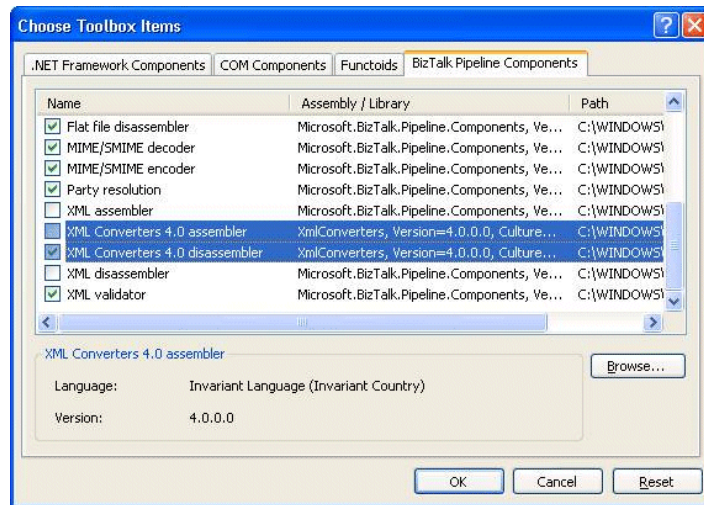 Choose Toolbox Items
.NET Framework Components COM Components Functoids BizTalk Pipeline Components
Name Assembly / Library Path
Flat file disassembler Microsoft.BizTalk.Pipeline.Components, Ve... C:\WINDOWS\
MIME/SMIME decoder Microsoft.BizTalk.Pipeline.Components, Ve... C:\WINDOWS\
MIME/SMIME encoder Microsoft.BizTalk.Pipeline.Components, Ve... C:\WINDOWS\
Party resolution Microsoft.BizTalk.Pipeline.Components, Ve... C:\WINDOWS\
XML assembler Microsoft.BizTalk.Pipeline.Components, Ve... C:\WINDOWS\
XML Converters 4.0 assembler XmlConverters, Version=4.0.0.0, Culture... C:\WINDOWS\
XML Converters 4.0 disassembler XmlConverters, Version=4.0.0.0, Culture... C:\WINDOWS\
XML disassembler Microsoft.BizTalk.Pipeline.Components, Ve... C:\WINDOWS\
XML validator Microsoft.BizTalk.Pipeline.Components, Ve... C:\WINDOWS\
XML Converters 4.0 assembler
Browse...
Language: Invariant Language (Invariant Country)
Version: 4.0.0.0
OK Cancel Reset